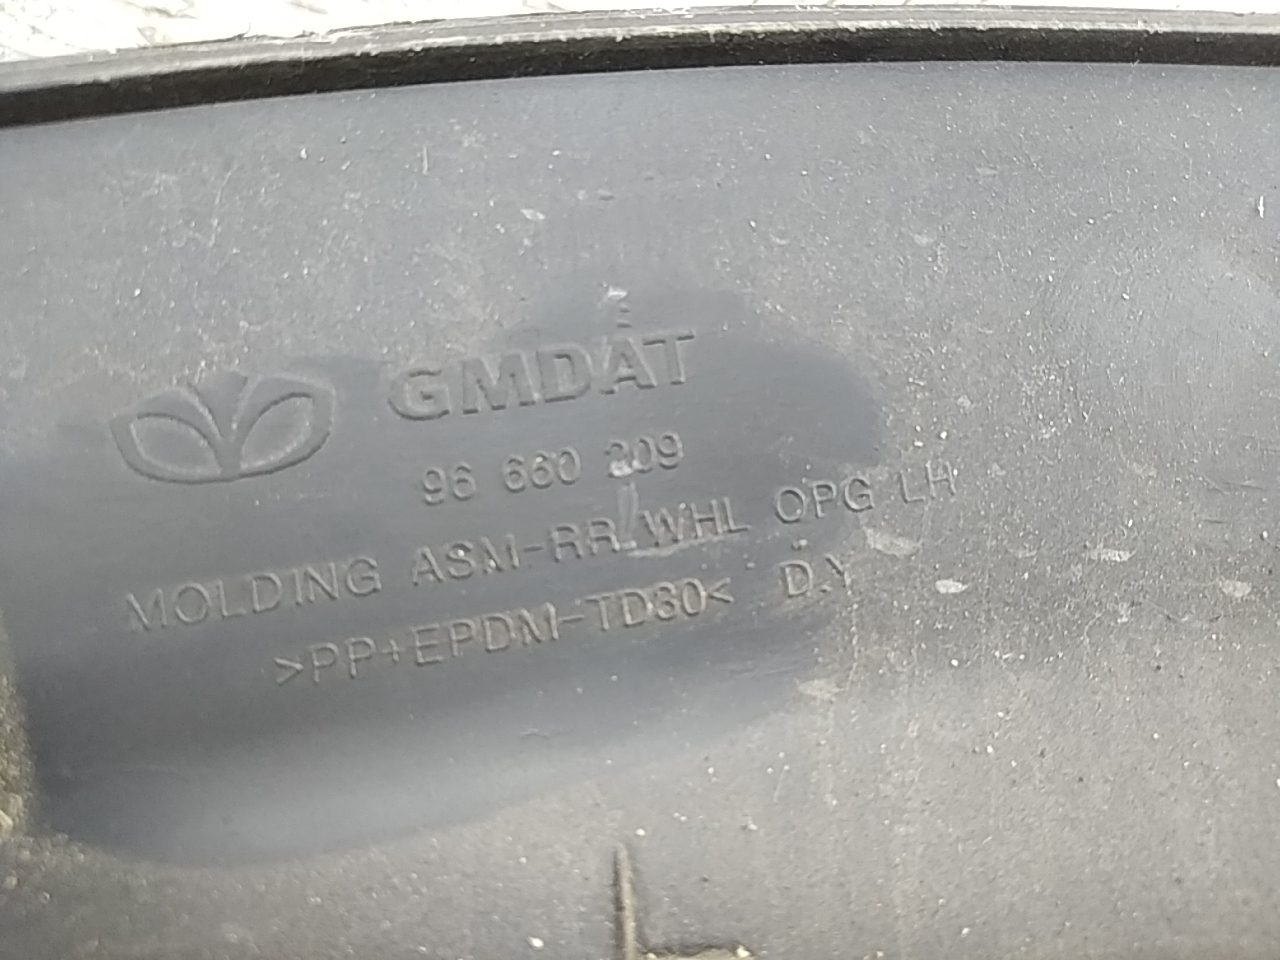 GMDAT
96 660 209
MOLDING ASM-RR WHL OPG LH
>PP+EPDM-TD30< D.Y